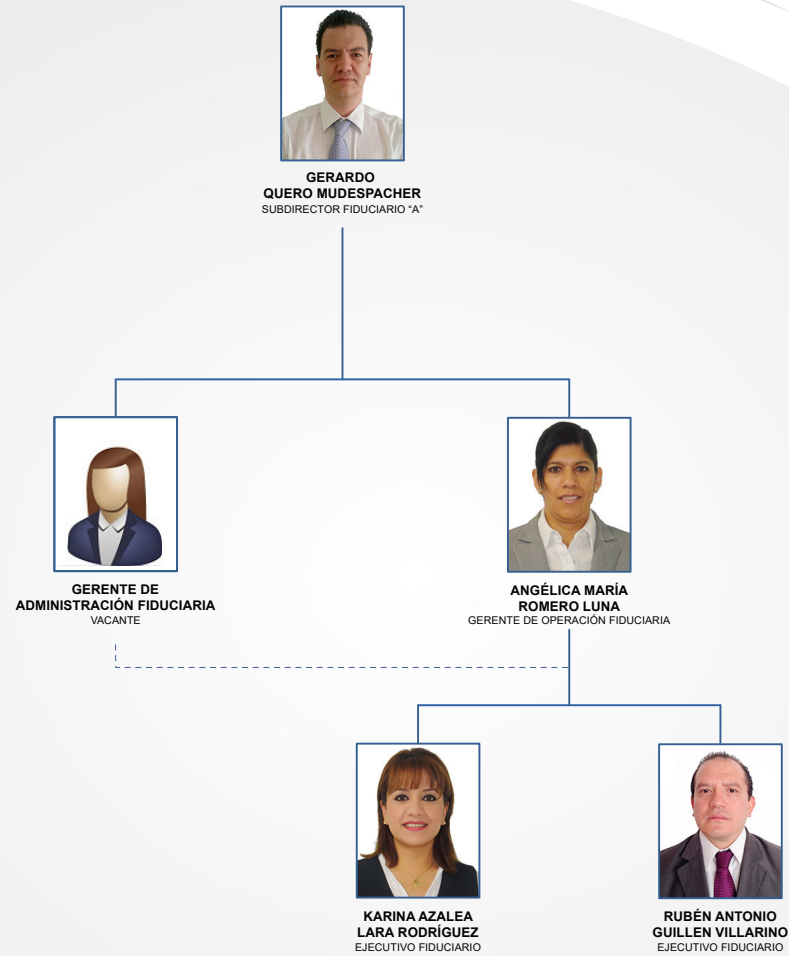 GERARDO
QUERO MUDESPACHER
SUBDIRECTOR FIDUCIARIO “A”
GERENTE DE
ADMINISTRACIÓN FIDUCIARIA
VACANTE
ANGÉLICA MARÍA
ROMERO LUNA
GERENTE DE OPERACIÓN FIDUCIARIA
KARINA AZALEA
LARA RODRÍGUEZ
EJECUTIVO FIDUCIARIO
RUBÉN ANTONIO
GUILLEN VILLARINO
EJECUTIVO FIDUCIARIO